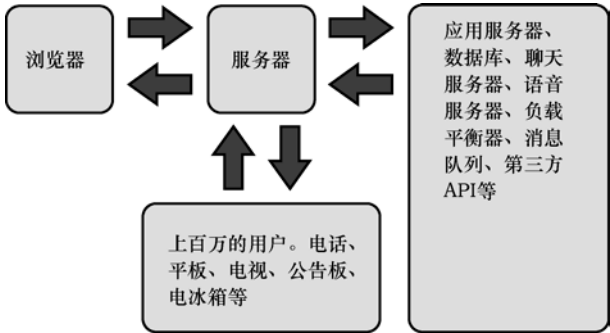 浏览器
服务器
应用服务器、
数据库、聊天
服务器、语音
服务器、负载
平衡器、消息
队列、第三方
API等
上百万的用户。电话、
平板、电视、公告板、
电冰箱等